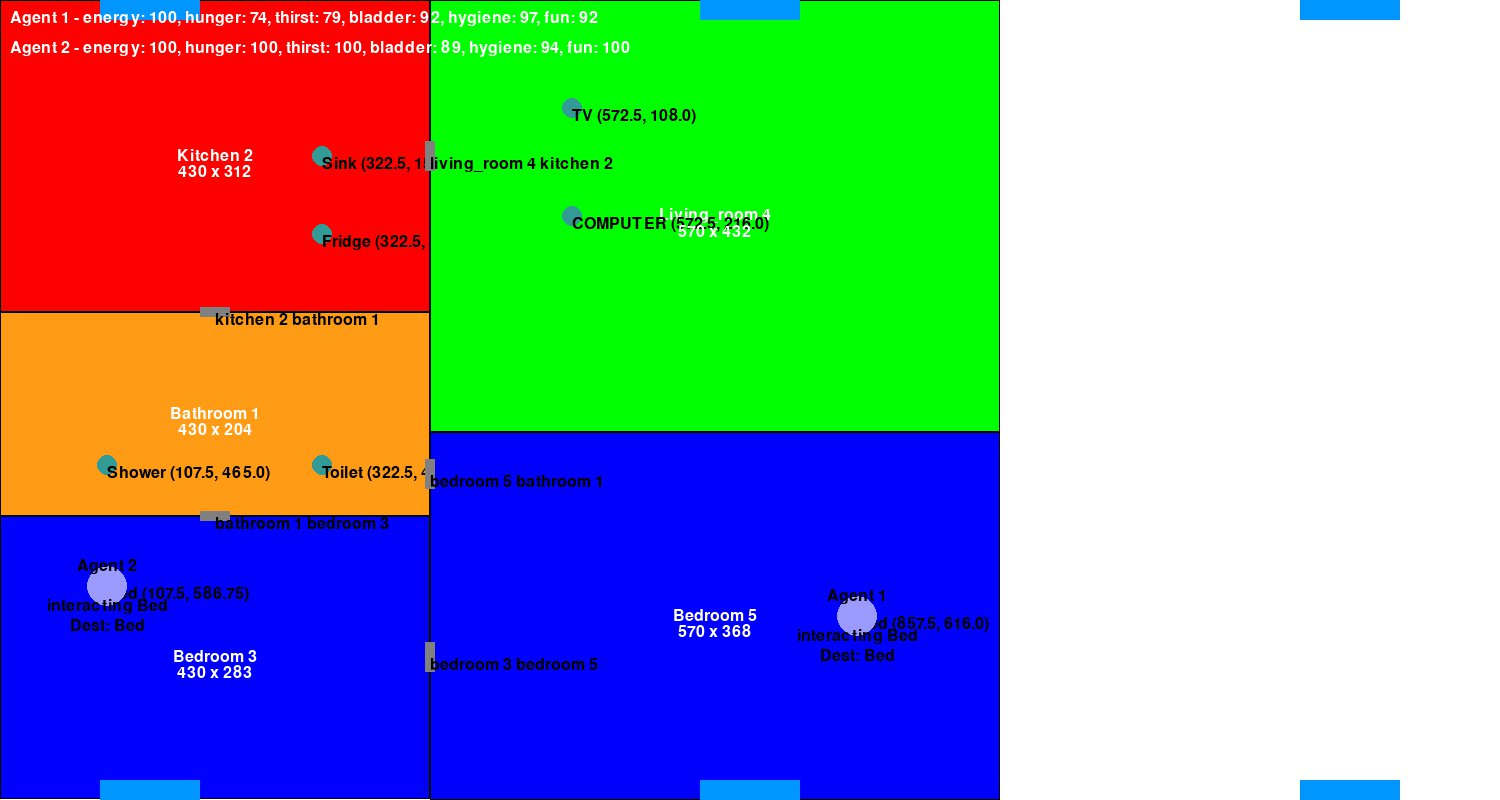 Agent 1 - energy: 100, hunger: 74, thirst: 79, bladder: 92, hygiene: 97, fun: 92
Agent 2 - energy: 100, hunger: 100, thirst: 100, bladder: 89, hygiene: 94, fun: 100
TV (572.5, 108.0)
Kitchen 2
430 x 312
Sink (322.5,
living_room 4 kitchen 2
Living_room 4
570 x 432
COMPUTER (572.5, 216.0)
Fridge (322.5,
kitchen 2 bathroom 1
Bathroom 1
430 x 204
Shower (107.5, 465.0)
Toilet (322.5,
bedroom 5 bathroom 1
bathroom 1 bedroom 3
Agent 2
(107.5, 586.75)
interacting Bed
Dest: Bed
Agent 1
(857.5, 616.0)
interacting Bed
Dest: Bed
Bedroom 5
570 x 368
Bedroom 3
430 x 283
bedroom 3 bedroom 5